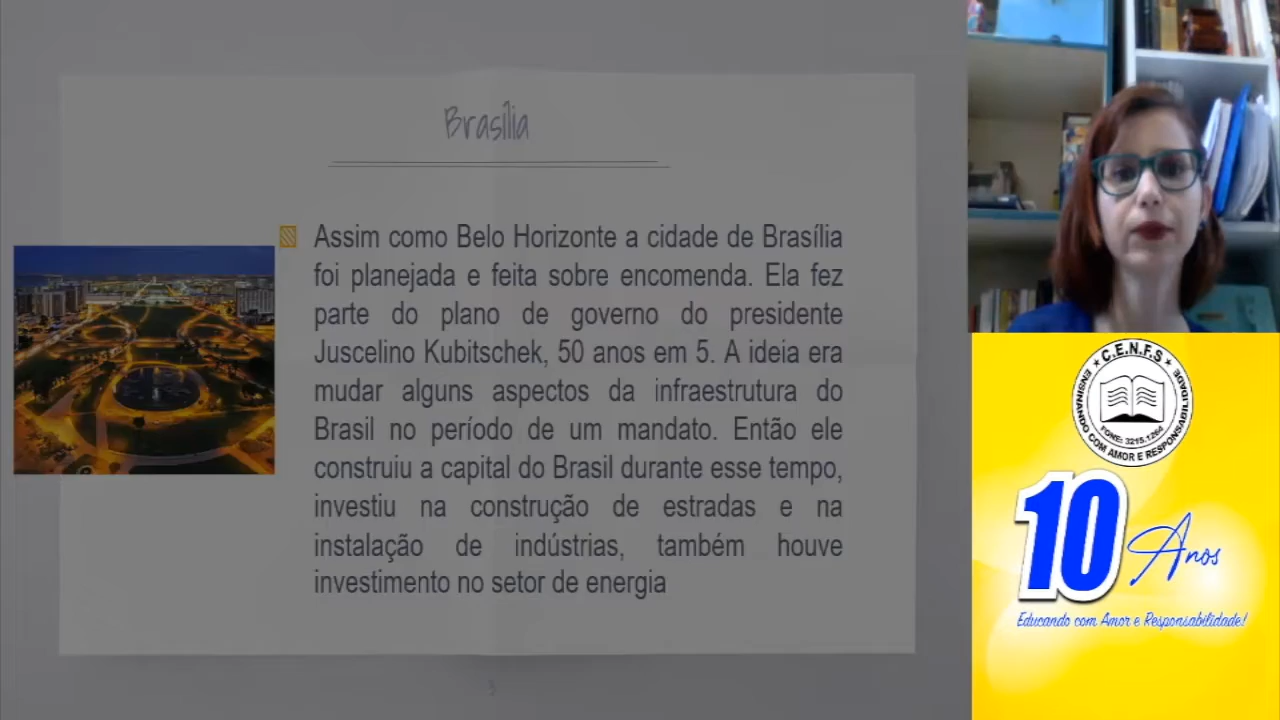 Brasília
Assim como Belo Horizonte a cidade de Brasília
foi planejada e feita sobre encomenda. Ela fez
parte do plano de governo do presidente
Juscelino Kubitschek, 50 anos em 5. A ideia era
mudar alguns aspectos da infraestrutura do
Brasil no período de um mandato. Então ele
construiu a capital do Brasil durante esse tempo,
investiu na construção de estradas e na
instalação de indústrias, também houve
investimento no setor de energia
3
★ C.E.N.F.S ★
ENSINANDO COM AMOR E RESPONSABILIDADE
FONE: 3215.1264
10
Anos
Educando com Amor e Responsabilidade!